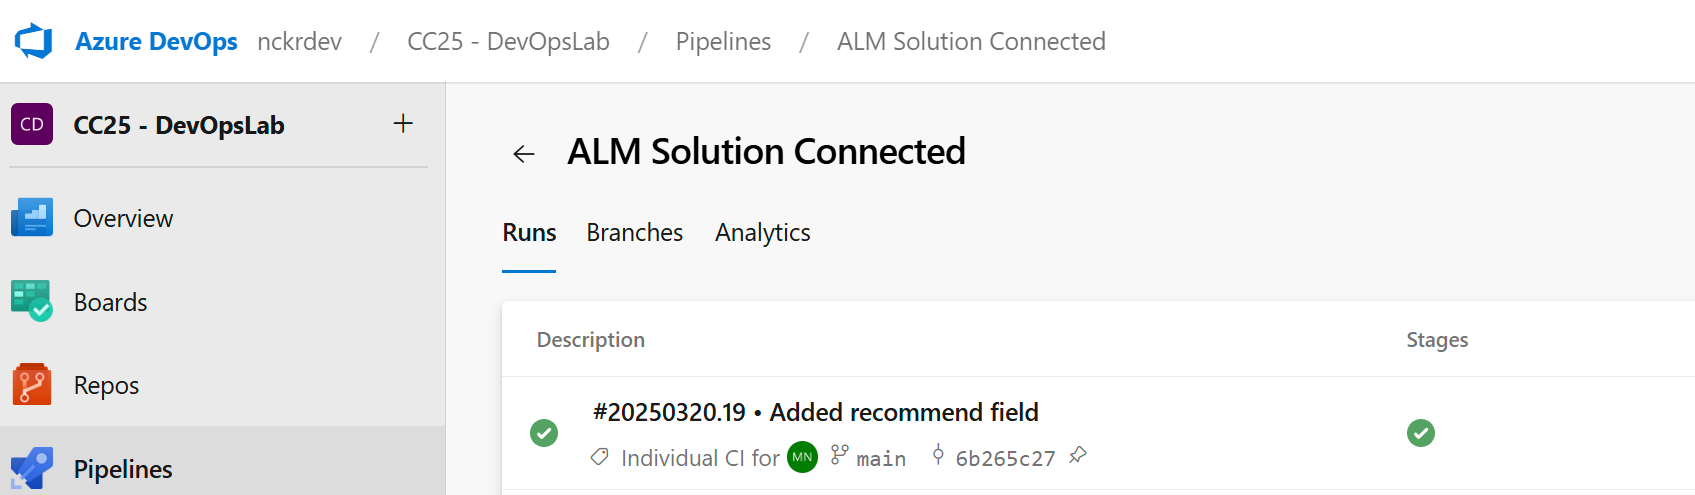 Azure DevOps nckrdev / CC25 - DevOpsLab / Pipelines / ALM Solution Connected
CD CC25 - DevOpsLab +
Overview
Boards
Repos
Pipelines
ALM Solution Connected
Runs Branches Analytics
Description Stages
#20250320.19 • Added recommend field
Individual CI for MN main 6b265c27